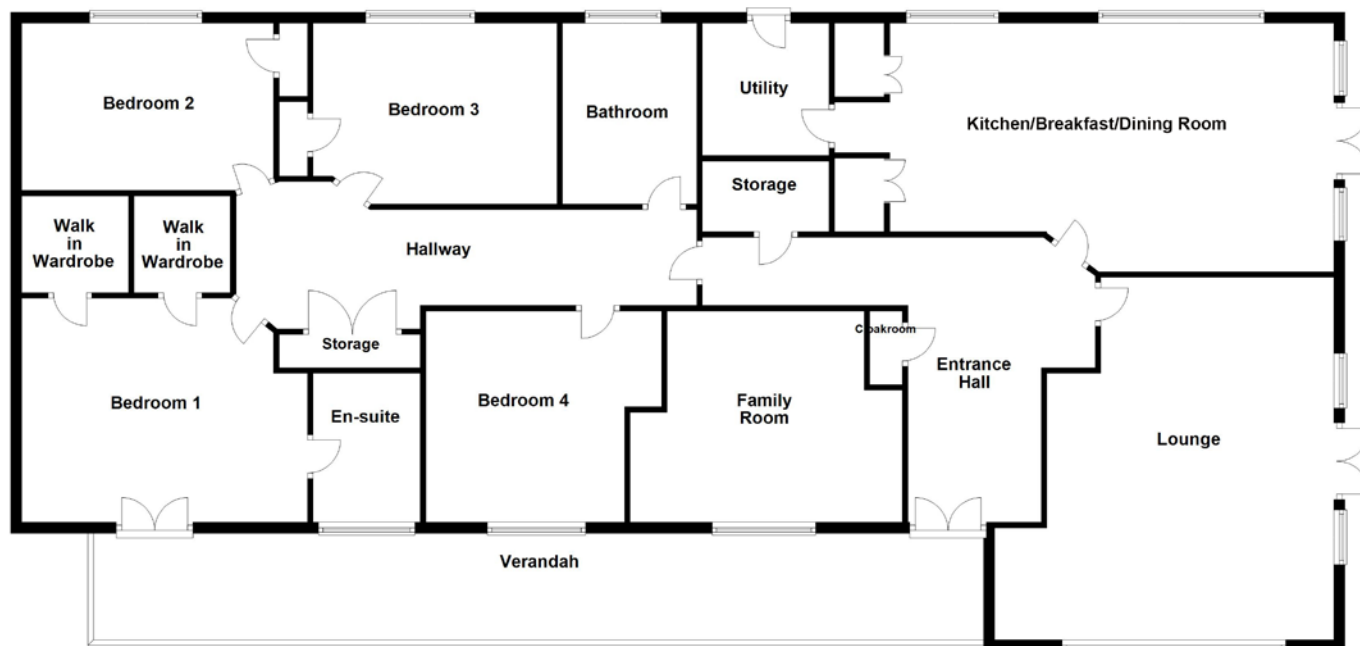 Bedroom 2
Bedroom 3
Bathroom
Utility
Kitchen/Breakfast/Dining Room
Storage
Walk
in
Wardrobe
Walk
in
Wardrobe
Hallway
Storage
Cloakroom
Entrance
Hall
Bedroom 1
En-suite
Bedroom 4
Family
Room
Lounge
Verandah